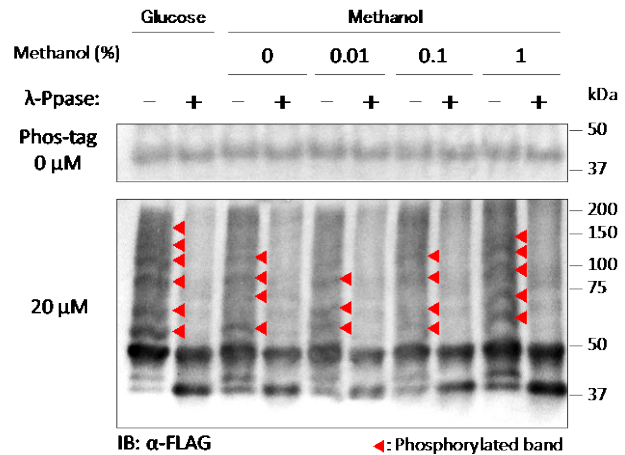 Glucose Methanol
Methanol (%) 0 0.01 0.1 1
λ-Ppase: – + – + – + – + – + kDa
Phos-tag
0 μM
50
37
200
150
100
75
20 μM
50
37
IB: α-FLAG ◄: Phosphorylated band